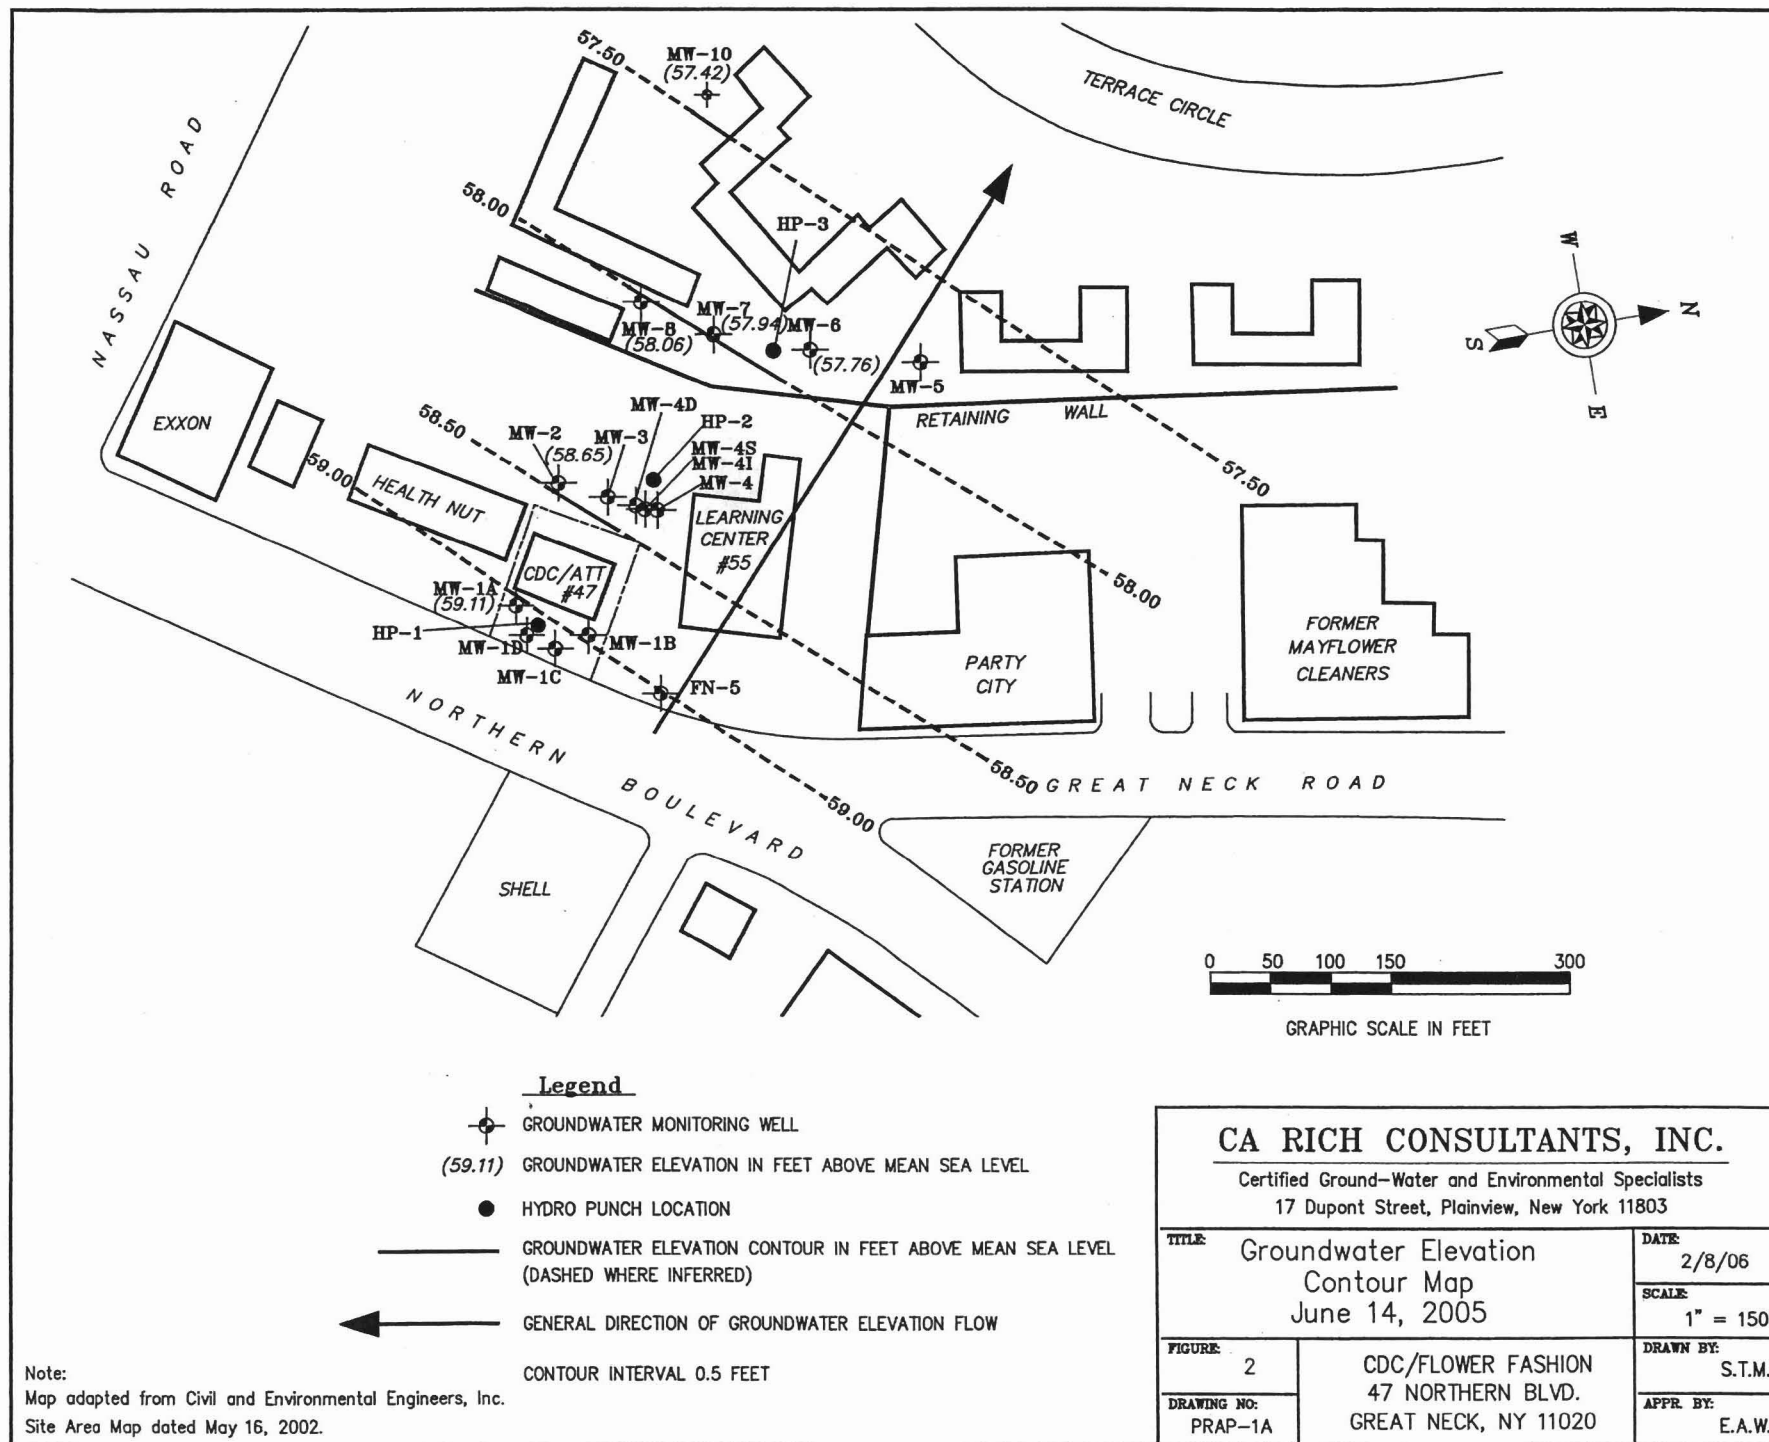 57.50
MW-10
(57.42)
TERRACE CIRCLE
NASSAU ROAD
58.00
HP-3
W
N
S
E
MW-7
(57.94)
MW-6
MW-8
(58.06)
(57.76)
MW-5
RETAINING WALL
MW-4D
HP-2
58.50
MW-2
(58.65)
MW-3
MW-4S
MW-4I
MW-4
EXXON
59.00
HEALTH NUT
LEARNING
CENTER
#55
57.50
CDC/ATT
#47
58.00
MW-1A
(59.11)
HP-1
MW-1D
MW-1B
MW-1C
FN-5
PARTY
CITY
FORMER
MAYFLOWER
CLEANERS
NORTHERN BOULEVARD
58.50
GREAT NECK ROAD
59.00
SHELL
FORMER
GASOLINE
STATION
0 50 100 150 300
GRAPHIC SCALE IN FEET
Legend
GROUNDWATER MONITORING WELL
(59.11) GROUNDWATER ELEVATION IN FEET ABOVE MEAN SEA LEVEL
HYDRO PUNCH LOCATION
GROUNDWATER ELEVATION CONTOUR IN FEET ABOVE MEAN SEA LEVEL
(DASHED WHERE INFERRED)
GENERAL DIRECTION OF GROUNDWATER ELEVATION FLOW
CONTOUR INTERVAL 0.5 FEET
Note:
Map adapted from Civil and Environmental Engineers, Inc.
Site Area Map dated May 16, 2002.
CA RICH CONSULTANTS, INC.
Certified Ground-Water and Environmental Specialists
17 Dupont Street, Plainview, New York 11803
TITLE:
Groundwater Elevation
Contour Map
June 14, 2005
DATE:
2/8/06
SCALE:
1" = 150
FIGURE:
2
DRAWING NO:
PRAP-1A
CDC/FLOWER FASHION
47 NORTHERN BLVD.
GREAT NECK, NY 11020
DRAWN BY:
S.T.M.
APPR. BY:
E.A.W.